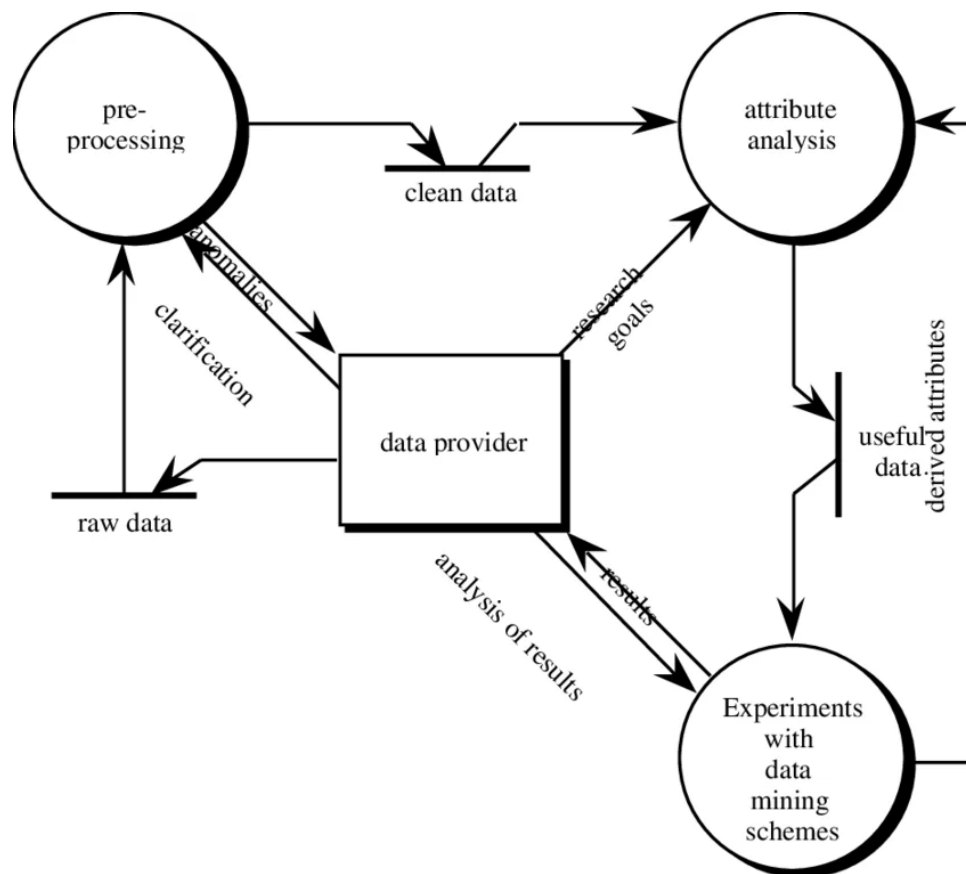 pre-
processing
attribute
analysis
clean data
anomalies
clarification
research
goals
data provider
useful
data
derived attributes
raw data
analysis of results
results
Experiments
with
data
mining
schemes